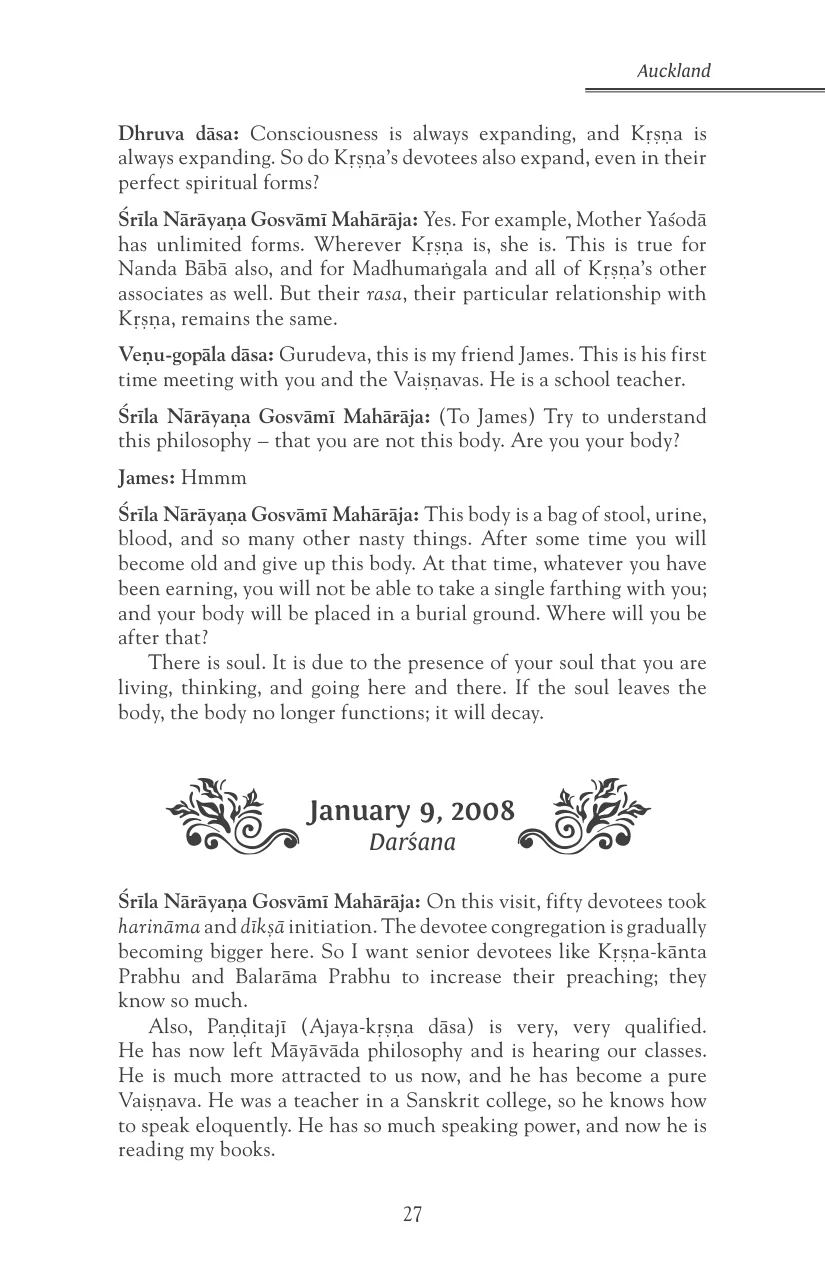 Auckland
Dhruva dāsa: Consciousness is always expanding, and Kṛṣṇa is
always expanding. So do Kṛṣṇa’s devotees also expand, even in their
perfect spiritual forms?
Śrīla Nārāyaṇa Gosvāmī Mahārāja: Yes. For example, Mother Yaśodā
has unlimited forms. Wherever Kṛṣṇa is, she is. This is true for
Nanda Bābā also, and for Madhumaṅgala and all of Kṛṣṇa’s other
associates as well. But their rasa, their particular relationship with
Kṛṣṇa, remains the same.
Veṇu-gopāla dāsa: Gurudeva, this is my friend James. This is his first
time meeting with you and the Vaiṣṇavas. He is a school teacher.
Śrīla Nārāyaṇa Gosvāmī Mahārāja: (To James) Try to understand
this philosophy – that you are not this body. Are you your body?
James: Hmmm
Śrīla Nārāyaṇa Gosvāmī Mahārāja: This body is a bag of stool, urine,
blood, and so many other nasty things. After some time you will
become old and give up this body. At that time, whatever you have
been earning, you will not be able to take a single farthing with you;
and your body will be placed in a burial ground. Where will you be
after that?
There is soul. It is due to the presence of your soul that you are
living, thinking, and going here and there. If the soul leaves the
body, the body no longer functions; it will decay.
January 9, 2008
Darśana
Śrīla Nārāyaṇa Gosvāmī Mahārāja: On this visit, fifty devotees took
harināma and dīkṣā initiation. The devotee congregation is gradually
becoming bigger here. So I want senior devotees like Kṛṣṇa-kānta
Prabhu and Balarāma Prabhu to increase their preaching; they
know so much.
Also, Paṇḍitajī (Ajaya-kṛṣṇa dāsa) is very, very qualified.
He has now left Māyāvāda philosophy and is hearing our classes.
He is much more attracted to us now, and he has become a pure
Vaiṣṇava. He was a teacher in a Sanskrit college, so he knows how
to speak eloquently. He has so much speaking power, and now he is
reading my books.
27